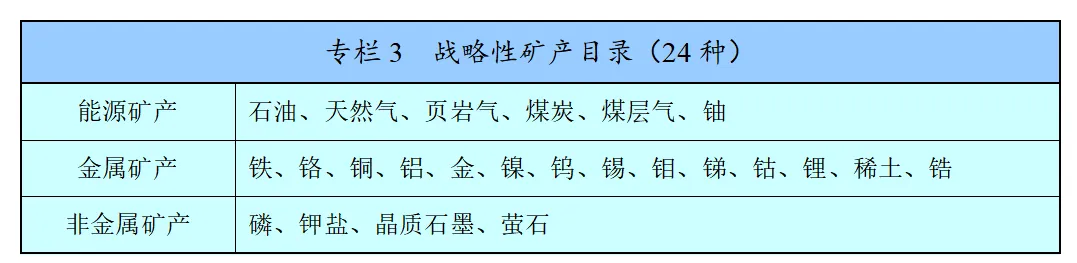 专栏 3 战略性矿产目录（24 种）
能源矿产 石油、天然气、页岩气、煤炭、煤层气、铀
金属矿产 铁、铬、铜、铝、金、镍、钨、锡、钼、锑、钴、锂、稀土、锆
非金属矿产 磷、钾盐、晶质石墨、萤石